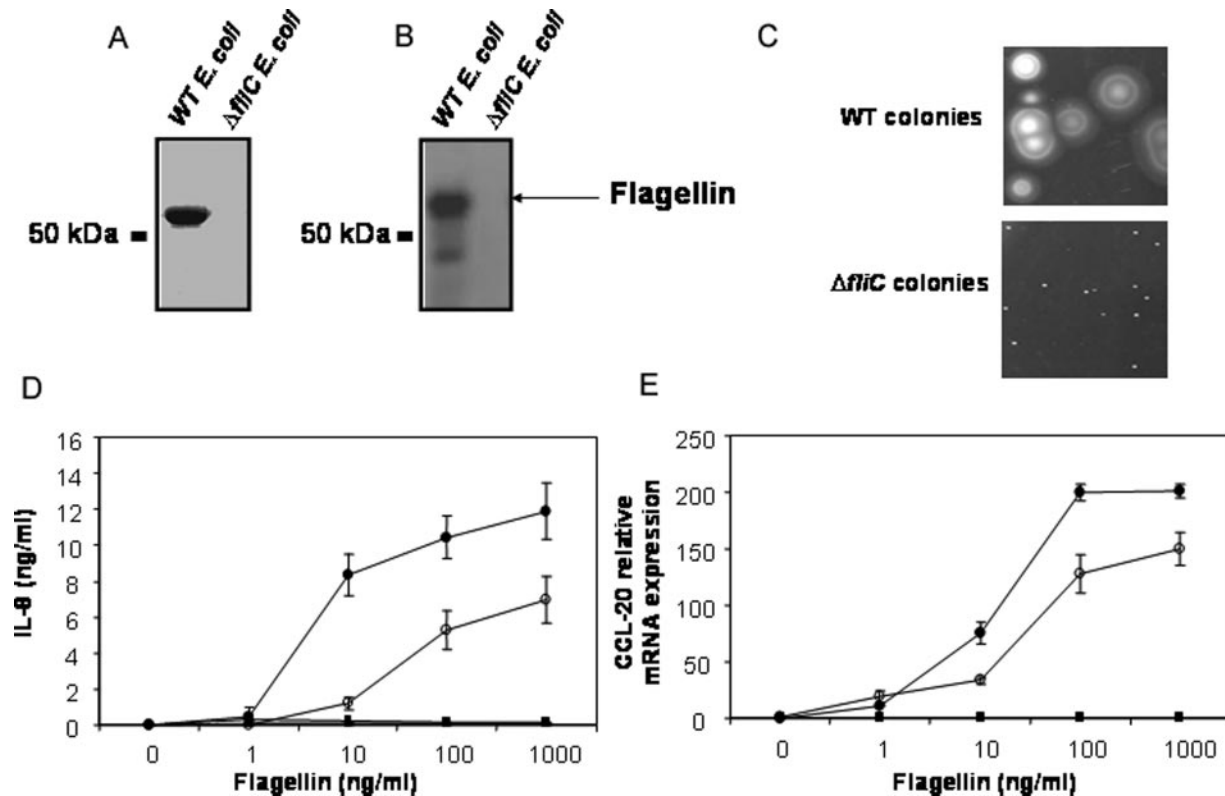 A
WT E. coli
ΔfliC E. coli
50 kDa
B
WT E. coli
ΔfliC E. coli
50 kDa
Flagellin
C
WT colonies
ΔfliC colonies
D
IL-8 (ng/ml)
16
14
12
10
8
6
4
2
0
0 1 10 100 1000
Flagellin (ng/ml)
E
CCL-20 relative
mRNA expression
250
200
150
100
50
0
0 1 10 100 1000
Flagellin (ng/ml)